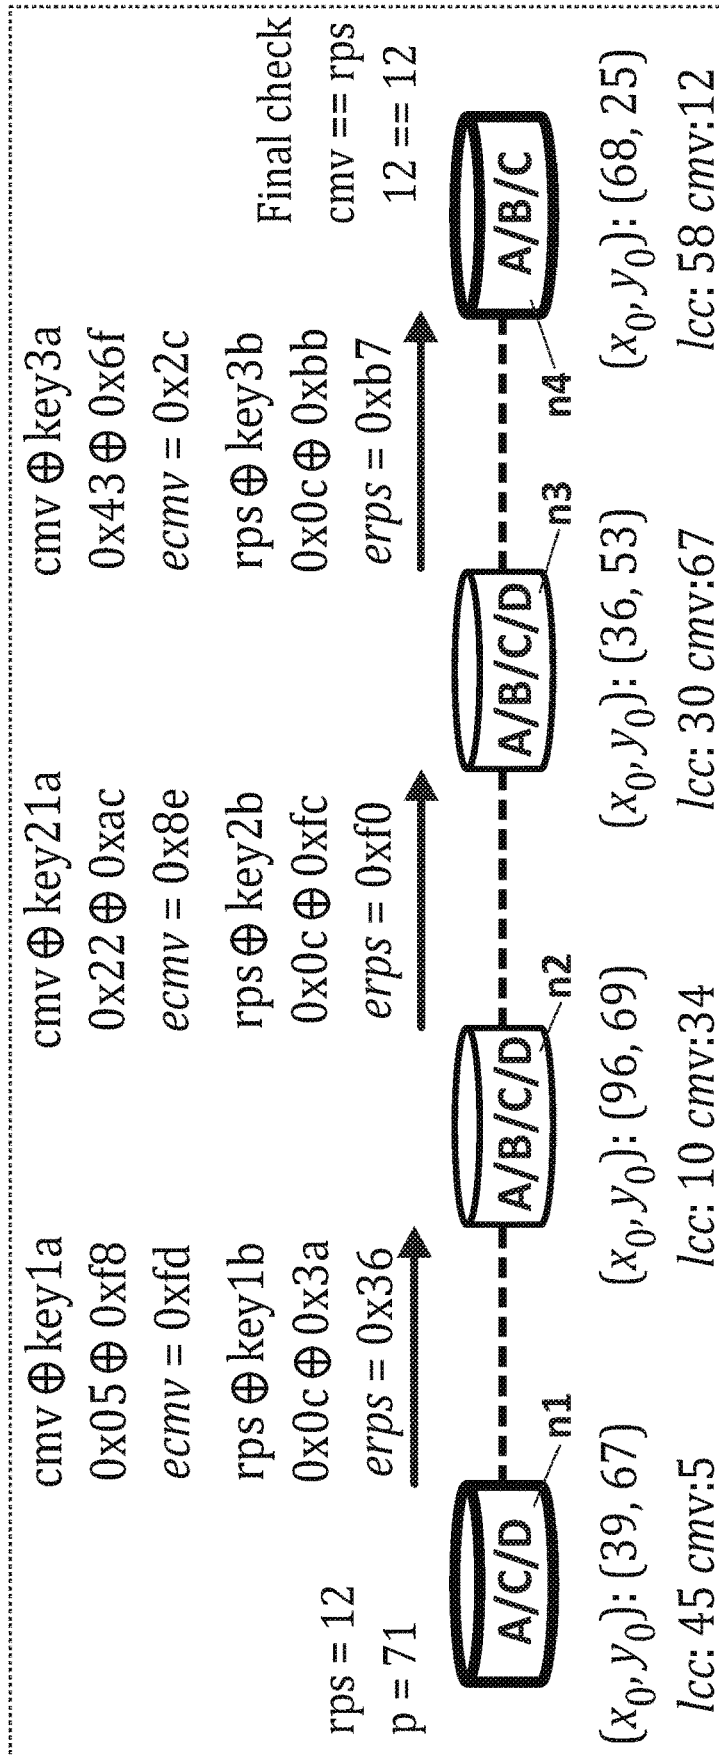 cmv ⊕ key1a
0x05 ⊕ 0xf8
ecmv = 0xfd
rps ⊕ key1b
0x0c ⊕ 0x3a
erps = 0x36
cmv ⊕ key21a
0x22 ⊕ 0xac
ecmv = 0x8e
rps ⊕ key2b
0x0c ⊕ 0xfc
erps = 0xf0
cmv ⊕ key3a
0x43 ⊕ 0x6f
ecmv = 0x2c
rps ⊕ key3b
0x0c ⊕ 0xbb
erps = 0xb7
Final check
cmv == rps
12 == 12
rps = 12
p = 71
A/C/D
n1
A/B/C/D
n2
A/B/C/D
n3
A/B/C
n4
(x₀, y₀): (39, 67)
lcc: 45 cmv:5
(x₀, y₀): (96, 69)
lcc: 10 cmv:34
(x₀, y₀): (36, 53)
lcc: 30 cmv:67
(x₀, y₀): (68, 25)
lcc: 58 cmv:12